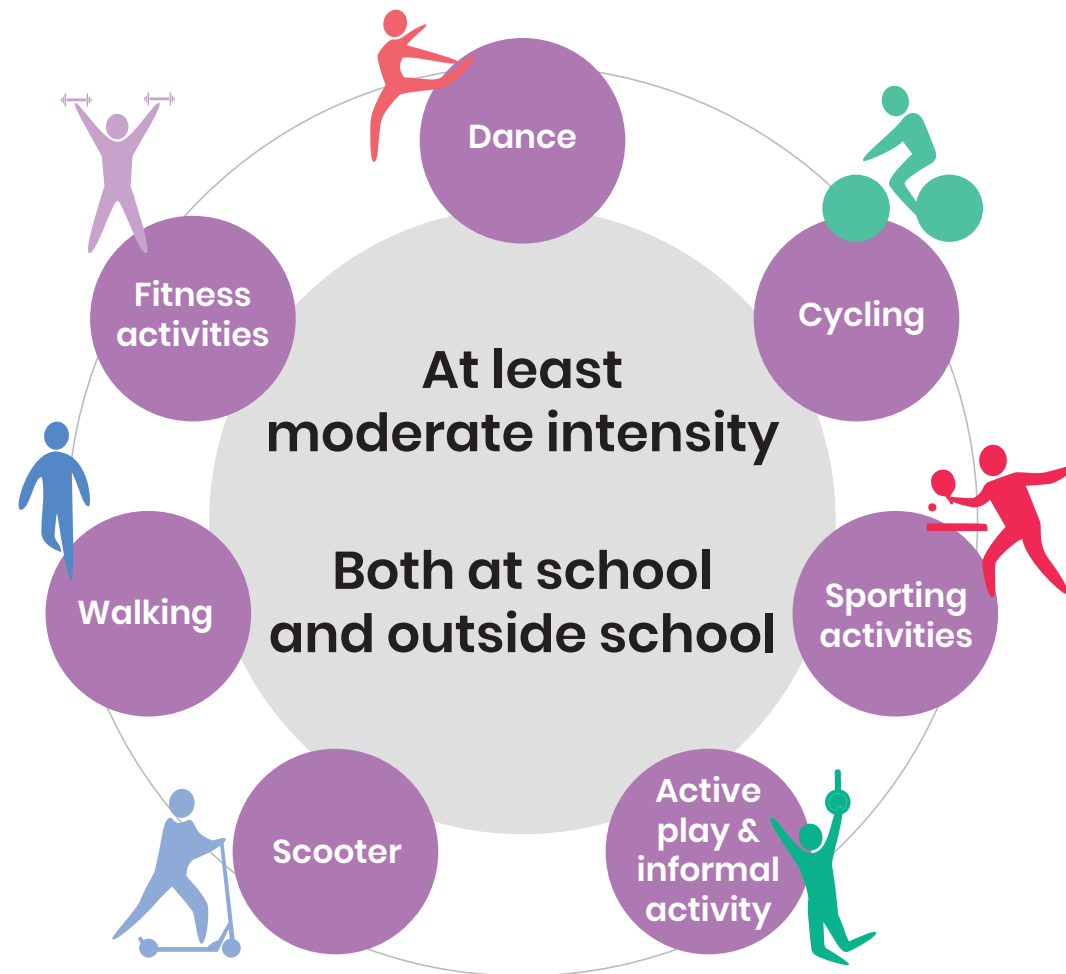 Dance
Cycling
Sporting
activities
Active
play &
informal
activity
Scooter
Walking
Fitness
activities
At least
moderate intensity
Both at school
and outside school